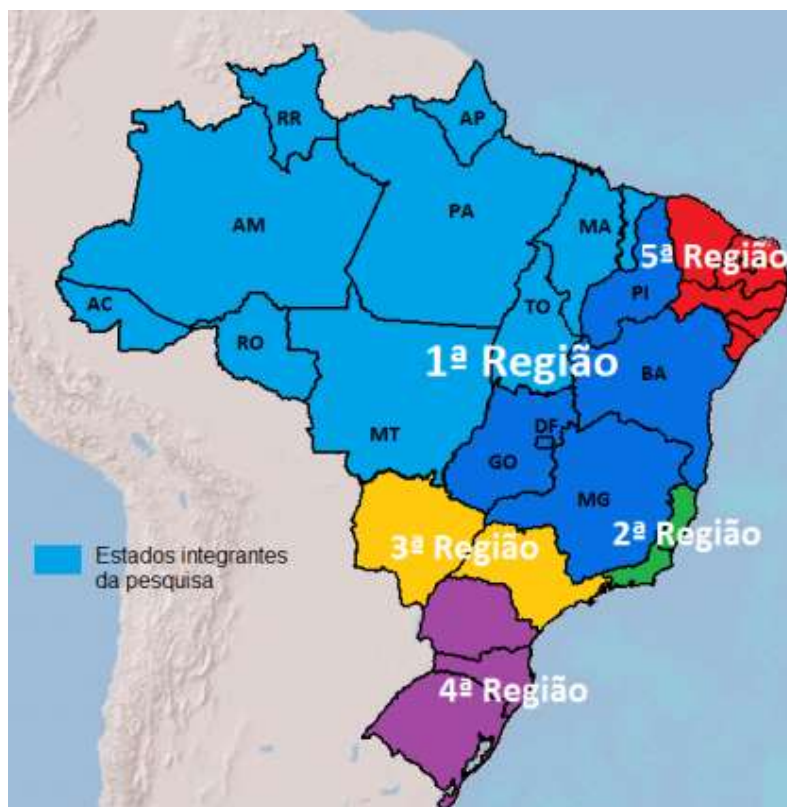 RR
AP
AM
PA
MA
5ª Região
PI
AC
TO
RO
1ª Região
BA
MT
DF
GO
MG
2ª Região
3ª Região
Estados integrantes
da pesquisa
4ª Região